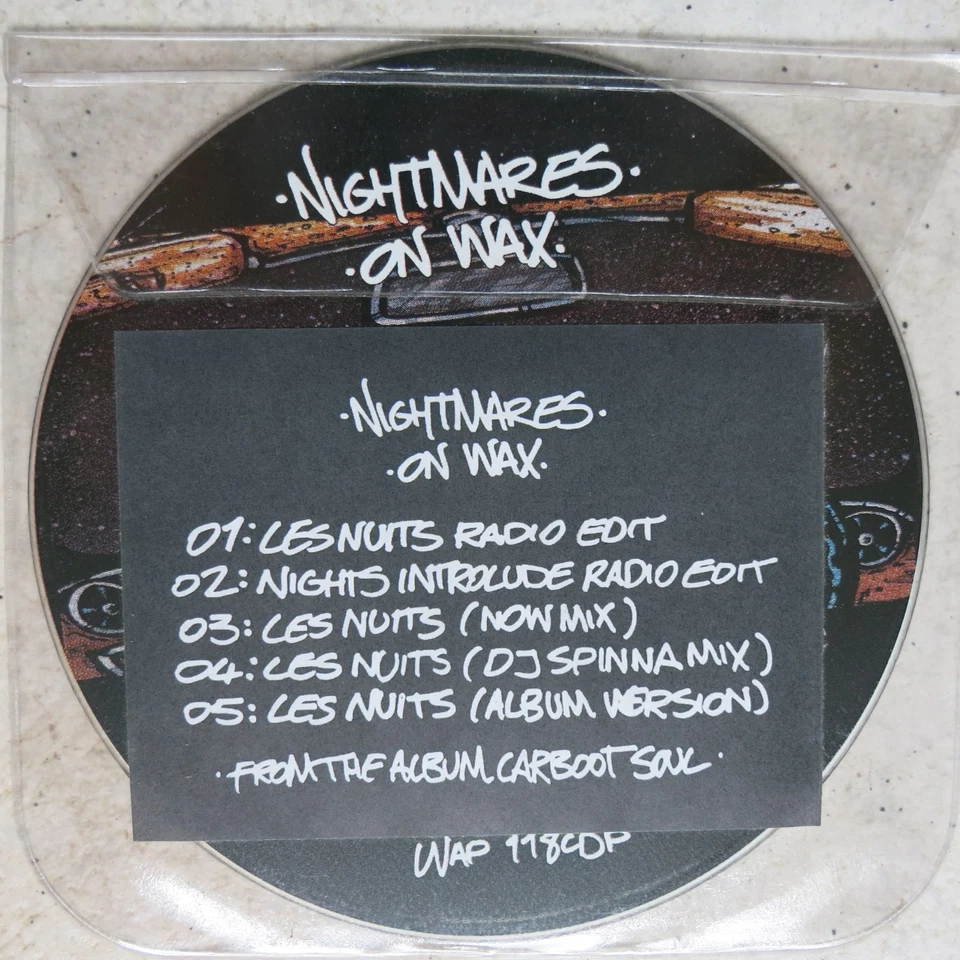 ·NIGHTMARES·
·ON WAX·
·NIGHTMARES·
·ON WAX·
01: LES NUITS RADIO EDIT
02: NIGHTS INTROLUDE RADIO EDIT
03: LES NUITS (NOW MIX)
04: LES NUITS (DJ SPINNA MIX)
05: LES NUITS (ALBUM VERSION)
·FROM THE ALBUM CARBOOT SOUL·
WAP 118CDP